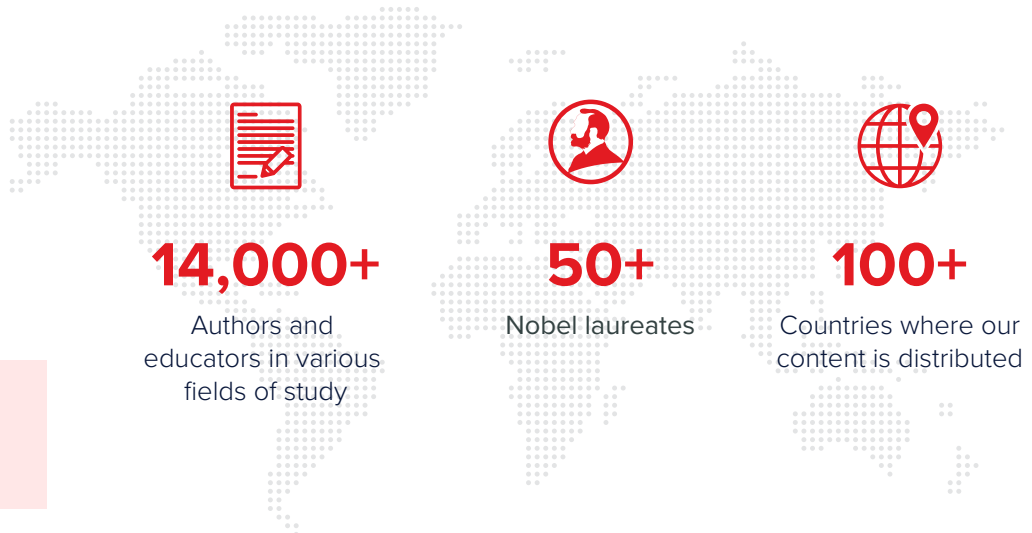 14,000+
Authors and
educators in various
fields of study
50+
Nobel laureates
100+
Countries where our
content is distributed